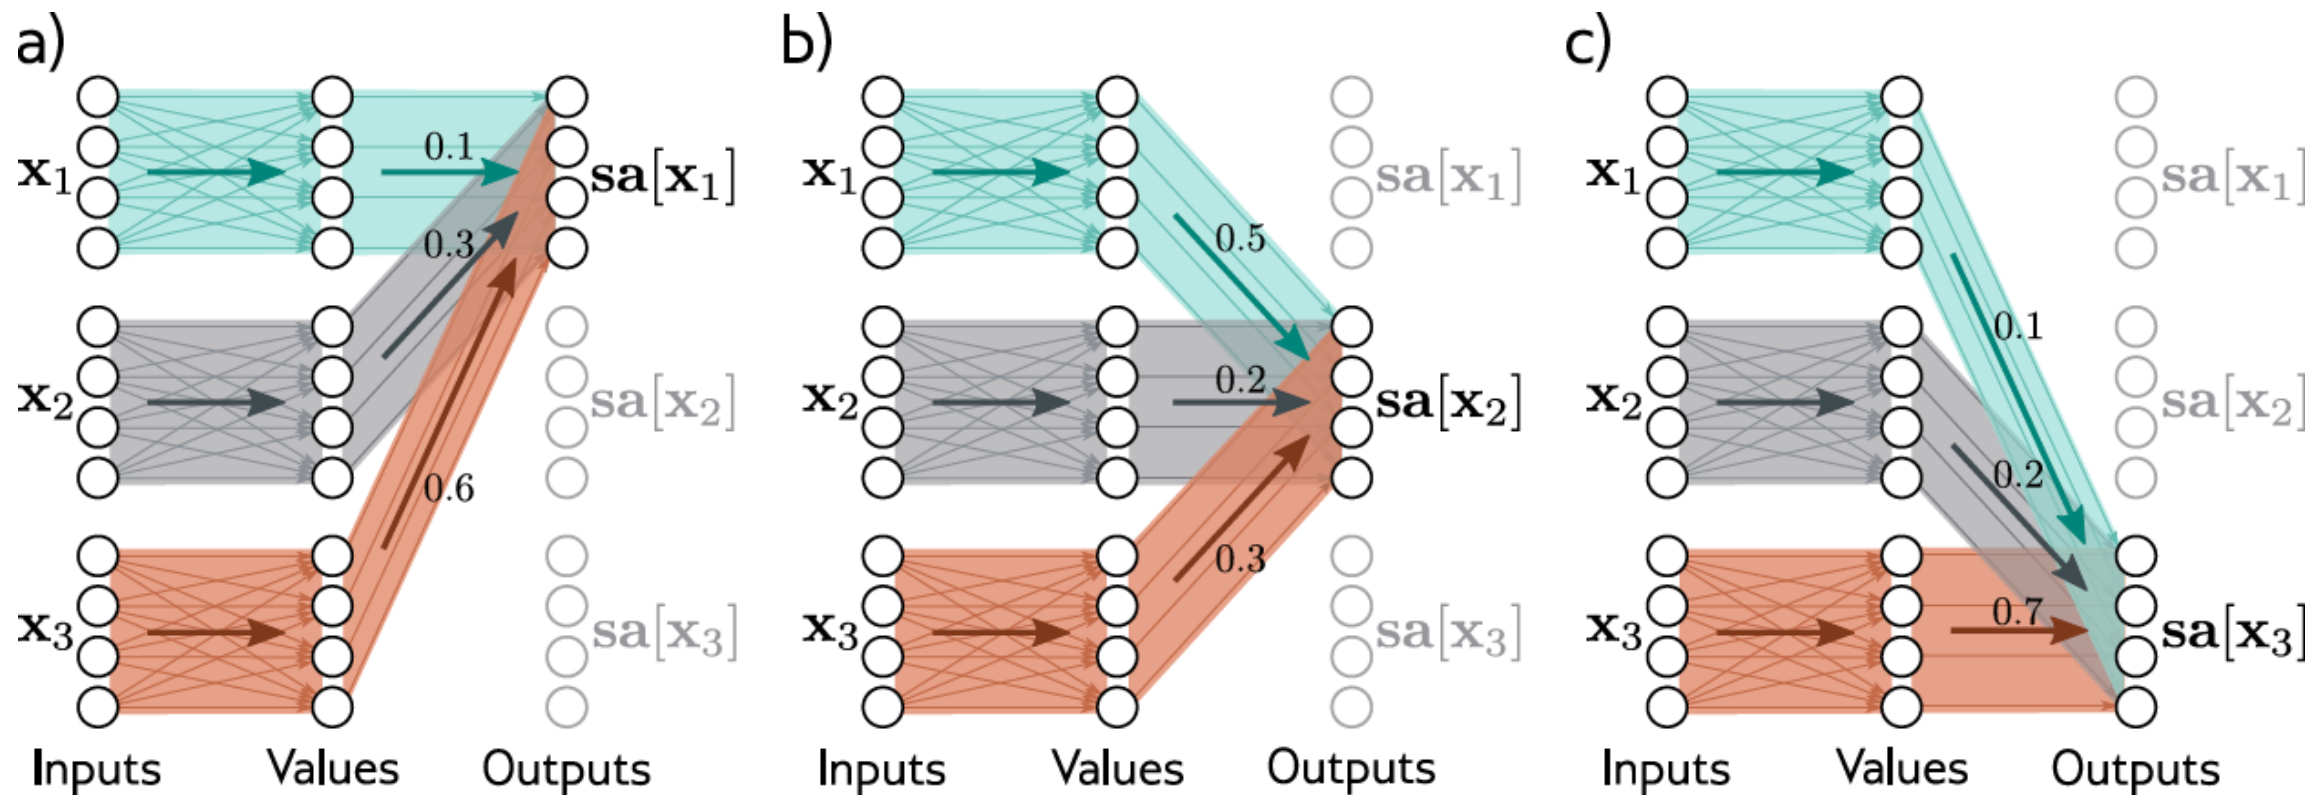 a)
x1
0.1
sa[x1]
0.3
x2
sa[x2]
0.6
x3
sa[x3]
Inputs Values Outputs
b)
x1
sa[x1]
0.5
0.2
x2
sa[x2]
0.3
x3
sa[x3]
Inputs Values Outputs
c)
x1
sa[x1]
0.1
x2
sa[x2]
0.2
0.7
x3
sa[x3]
Inputs Values Outputs